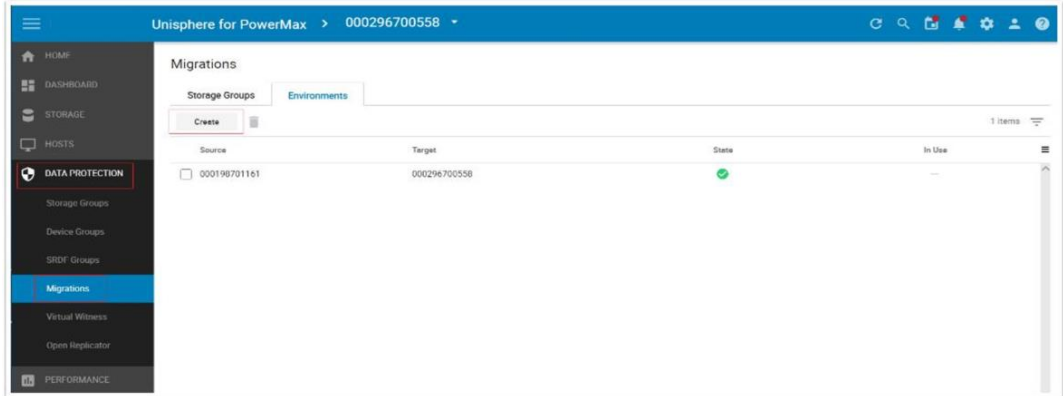 Unisphere for PowerMax > 000296700558
HOME
DASHBOARD
STORAGE
HOSTS
DATA PROTECTION
Storage Groups
Device Groups
SRDF Groups
Migrations
Virtual Witness
Open Replicator
PERFORMANCE
Migrations
Storage Groups Environments
Create
1 items
Source Target State In Use
000198701161 000296700558 —